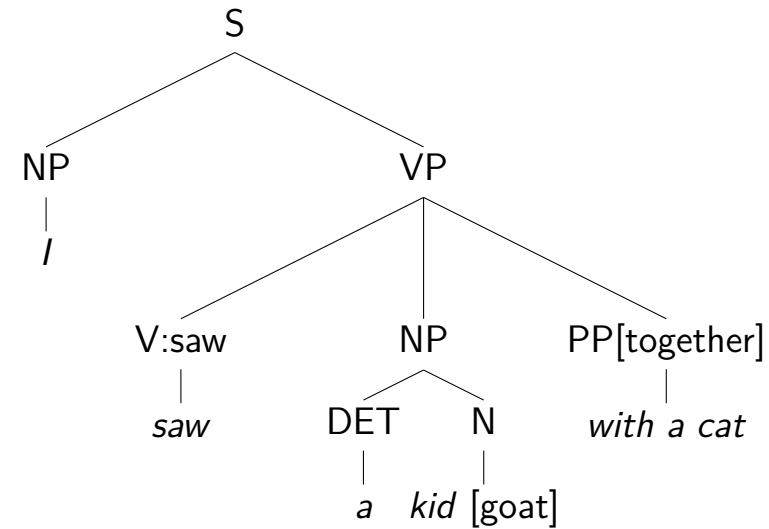 S
NP VP
I
V:saw NP PP[together]
saw DET N with a cat
a kid [goat]